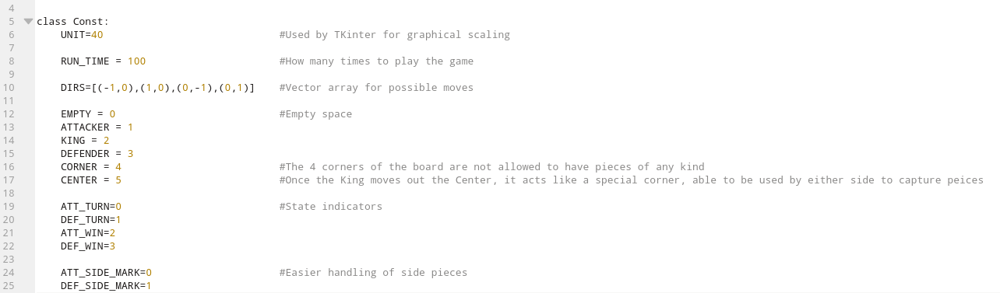 4
5 class Const:
6 UNIT=40 #Used by TKinter for graphical scaling
7
8 RUN_TIME = 100 #How many times to play the game
9
10 DIRS=[(-1,0),(1,0),(0,-1),(0,1)] #Vector array for possible moves
11
12 EMPTY = 0 #Empty space
13 ATTACKER = 1
14 KING = 2
15 DEFENDER = 3
16 CORNER = 4 #The 4 corners of the board are not allowed to have pieces of any kind
17 CENTER = 5 #Once the King moves out the Center, it acts like a special corner, able to be used by either side to capture peices
18
19 ATT_TURN=0 #State indicators
20 DEF_TURN=1
21 ATT_WIN=2
22 DEF_WIN=3
23
24 ATT_SIDE_MARK=0 #Easier handling of side pieces
25 DEF_SIDE_MARK=1